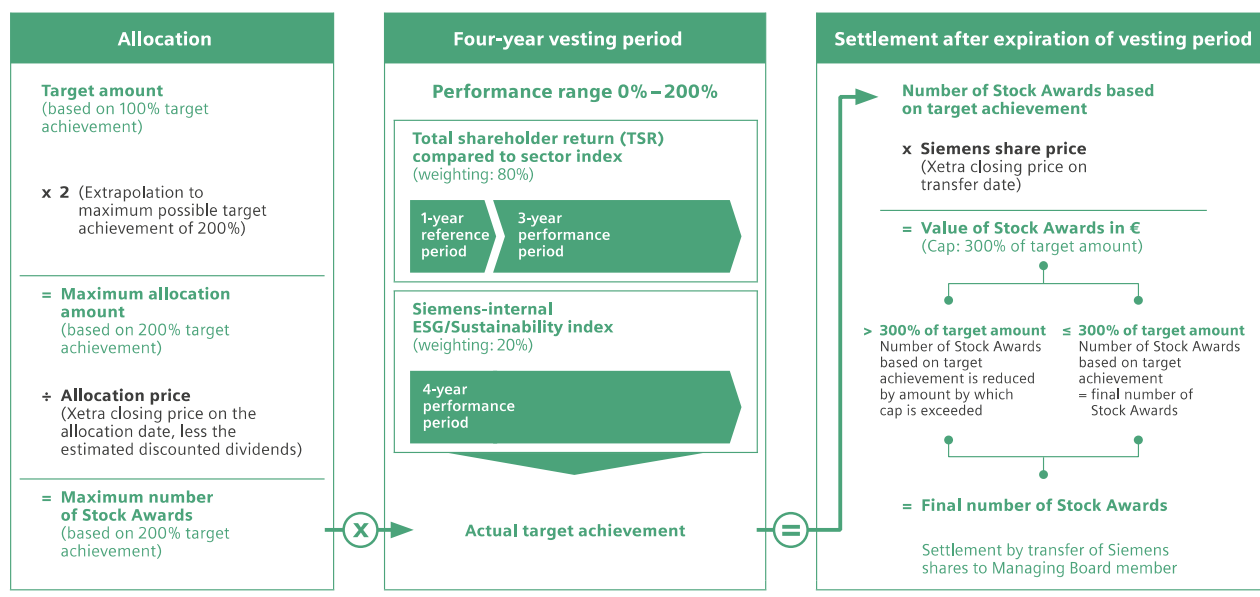 Allocation
Target amount
(based on 100% target
achievement)
x 2 (Extrapolation to
maximum possible target
achievement of 200%)
= Maximum allocation
amount
(based on 200% target
achievement)
÷ Allocation price
(Xetra closing price on the
allocation date, less the
estimated discounted dividends)
= Maximum number
of Stock Awards
(based on 200% target
achievement)
x
Four-year vesting period
Performance range 0%–200%
Total shareholder return (TSR)
compared to sector index
(weighting: 80%)
1-year
reference
period
3-year
performance
period
Siemens-internal
ESG/Sustainability index
(weighting: 20%)
4-year
performance
period
Actual target achievement
=
Settlement after expiration of vesting period
Number of Stock Awards based
on target achievement
x Siemens share price
(Xetra closing price on
transfer date)
= Value of Stock Awards in €
(Cap: 300% of target amount)
> 300% of target amount
Number of Stock Awards
based on target
achievement is reduced
by amount by which
cap is exceeded
≤ 300% of target amount
Number of Stock Awards
based on target
achievement
= final number of
Stock Awards
= Final number of Stock Awards
Settlement by transfer of Siemens
shares to Managing Board member